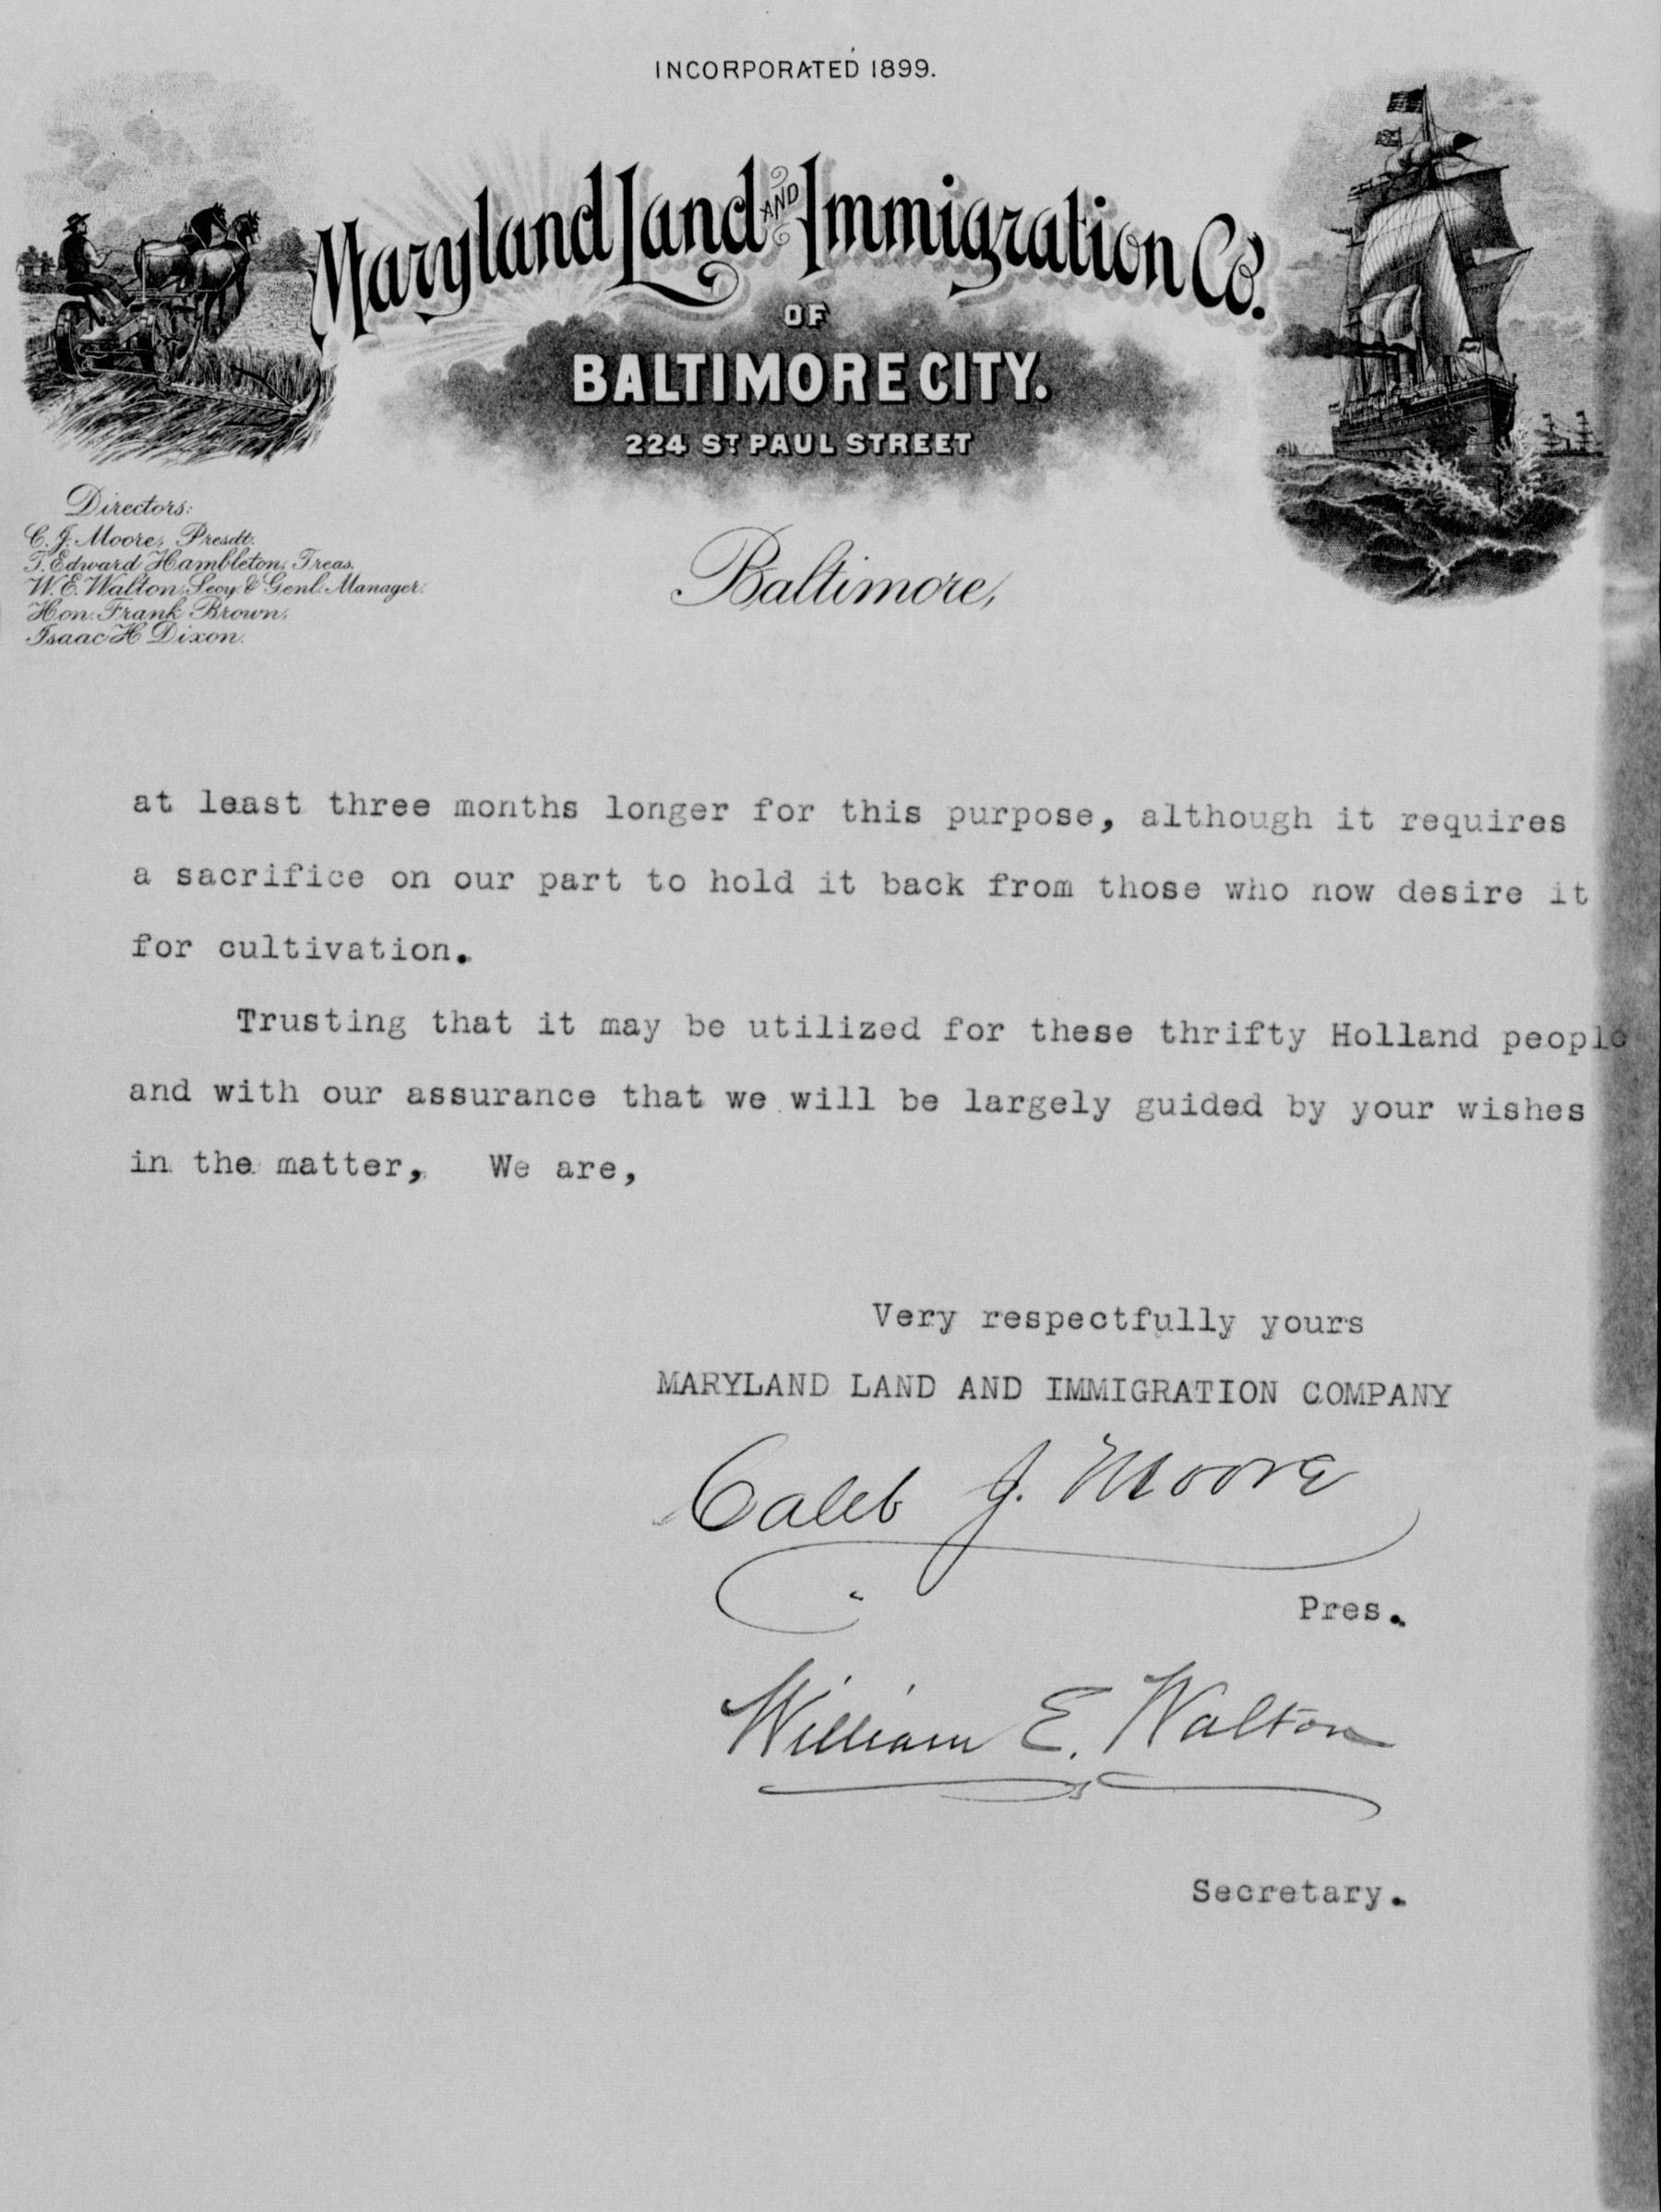 INCORPORATED 1899.
Maryland Land AND Immigration Co.
OF
BALTIMORE CITY.
224 ST PAUL STREET
Directors:
C. J. Moore, Presdt.
T. Edward Hambleton, Treas.
W. E. Walton, Secy. & Genl. Manager.
Hon. Frank Brown,
Isaac H Dixon.
Baltimore,
at least three months longer for this purpose, although it requires
a sacrifice on our part to hold it back from those who now desire it
for cultivation.
Trusting that it may be utilized for these thrifty Holland people
and with our assurance that we will be largely guided by your wishes
in the matter, We are,
Very respectfully yours
MARYLAND LAND AND IMMIGRATION COMPANY
Caleb J. Moore
Pres.
William E. Walton
Secretary.